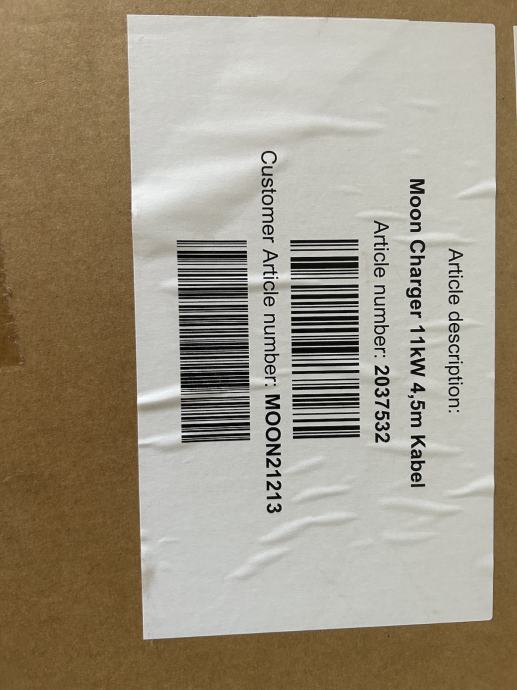 Article description:
Moon Charger 11kW 4,5m Kabel
Article number: 2037532
Customer Article number: MOON21213